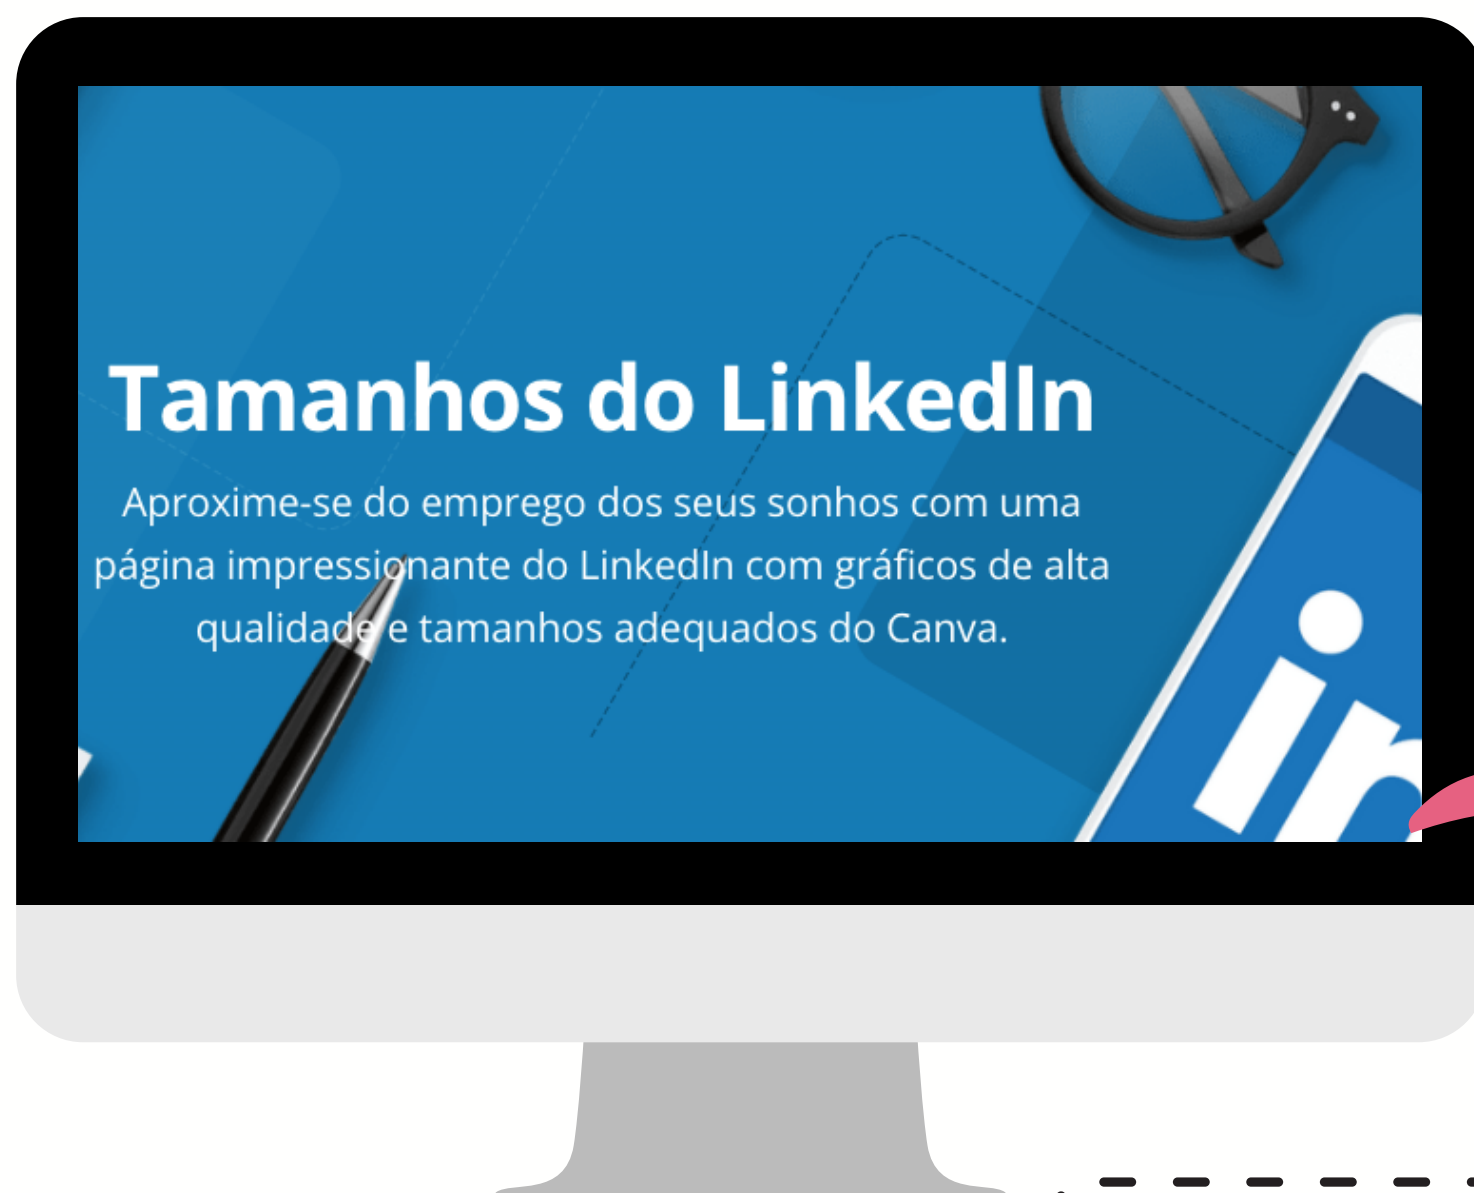 Tamanhos do LinkedIn
Aproxime-se do emprego dos seus sonhos com uma
página impressionante do LinkedIn com gráficos de alta
qualidade e tamanhos adequados do Canva.
in